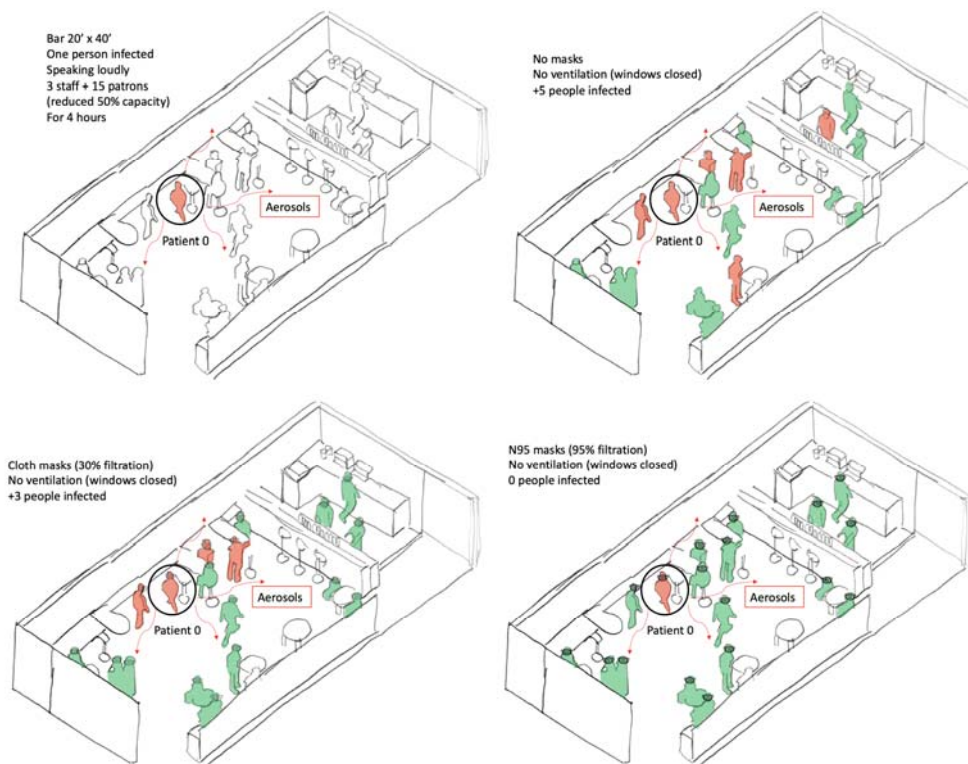 Bar 20' x 40'
One person infected
Speaking loudly
3 staff + 15 patrons
(reduced 50% capacity)
For 4 hours
Aerosols
Patient 0
No masks
No ventilation (windows closed)
+5 people infected
Aerosols
Patient 0
Cloth masks (30% filtration)
No ventilation (windows closed)
+3 people infected
Aerosols
Patient 0
N95 masks (95% filtration)
No ventilation (windows closed)
0 people infected
Aerosols
Patient 0